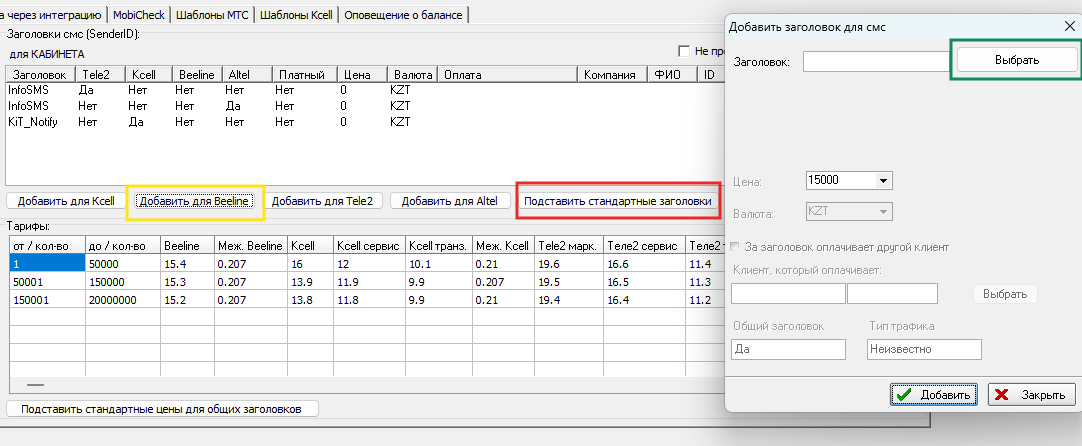 а через интеграцию MobiCheck Шаблоны МТС Шаблоны Kcell Оповещение о балансе
Заголовки смс (SenderID):
для КАБИНЕТА
Не пр
Заголовок Tele2 Kcell Beeline Altel Платный Цена Валюта Оплата Компания ФИО ID
InfoSMS Да Нет Нет Нет Нет 0 KZT
InfoSMS Нет Нет Нет Да Нет 0 KZT
KiT_Notify Нет Да Нет Нет Нет 0 KZT
Добавить для Kcell Добавить для Beeline Добавить для Tele2 Добавить для Altel Подставить стандартные заголовки
Тарифы:
от / кол-во до / кол-во Beeline Меж. Beeline Kcell Kcell сервис Kcell транз. Меж. Kcell Tele2 марк. Теле2 сервис Теле2
1 50000 15.4 0.207 16 12 10.1 0.21 19.6 16.6 11.4
50001 150000 15.3 0.207 13.9 11.9 9.9 0.207 19.5 16.5 11.3
150001 20000000 15.2 0.207 13.8 11.8 9.9 0.21 19.4 16.4 11.2
Подставить стандартные цены для общих заголовков
Добавить заголовок для смс
Заголовок: Выбрать
Цена: 15000
Валюта: KZT
За заголовок оплачивает другой клиент
Клиент, который оплачивает:
Выбрать
Общий заголовок Тип трафика
Да Неизвестно
Добавить Закрыть